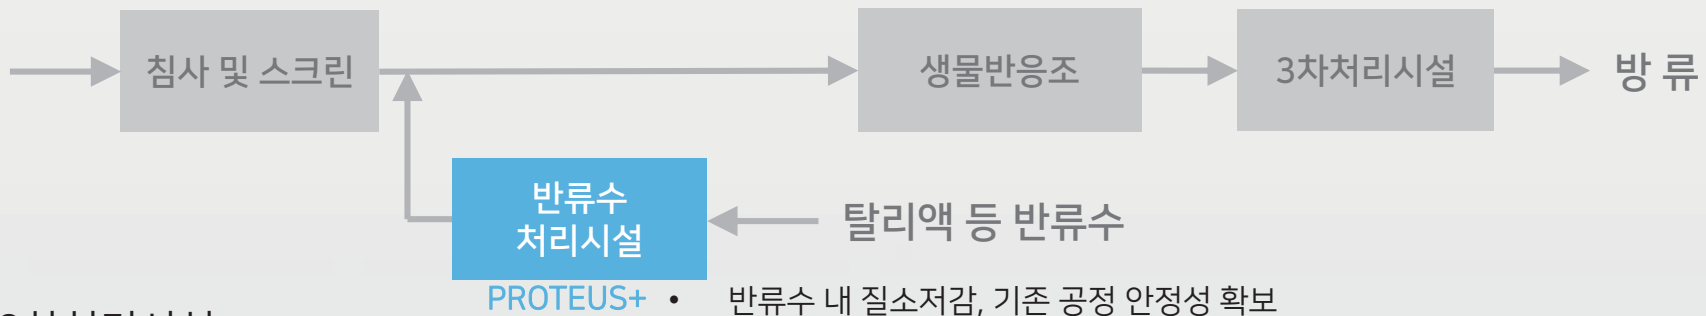 침사 및 스크린
생물반응조
3차처리시설
방 류
반류수
처리시설
탈리액 등 반류수
PROTEUS+ • 반류수 내 질소저감, 기존 공정 안정성 확보